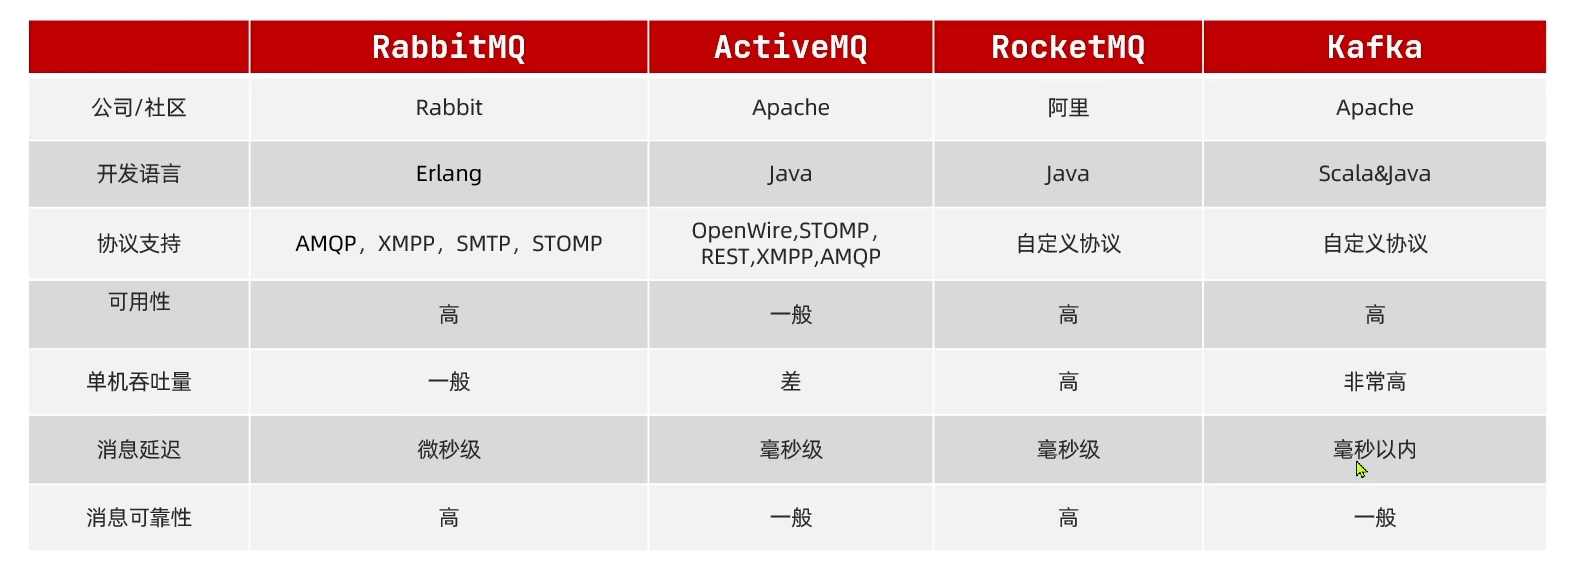 RabbitMQ ActiveMQ RocketMQ Kafka
公司/社区 Rabbit Apache 阿里 Apache
开发语言 Erlang Java Java Scala&Java
协议支持 AMQP，XMPP，SMTP，STOMP OpenWire,STOMP，
REST,XMPP,AMQP 自定义协议 自定义协议
可用性 高 一般 高 高
单机吞吐量 一般 差 高 非常高
消息延迟 微秒级 毫秒级 毫秒级 毫秒以内
消息可靠性 高 一般 高 一般